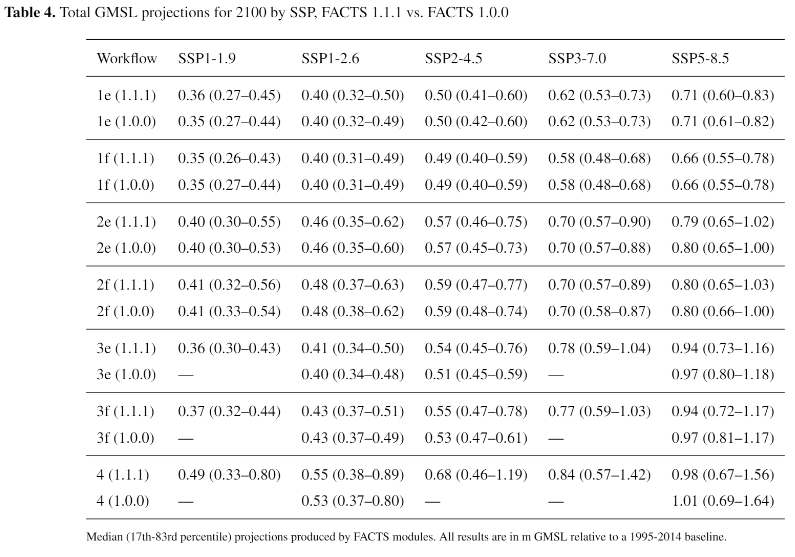 Table 4. Total GMSL projections for 2100 by SSP, FACTS 1.1.1 vs. FACTS 1.0.0
Workflow SSP1-1.9 SSP1-2.6 SSP2-4.5 SSP3-7.0 SSP5-8.5
1e (1.1.1) 0.36 (0.27–0.45) 0.40 (0.32–0.50) 0.50 (0.41–0.60) 0.62 (0.53–0.73) 0.71 (0.60–0.83)
1e (1.0.0) 0.35 (0.27–0.44) 0.40 (0.32–0.49) 0.50 (0.42–0.60) 0.62 (0.53–0.73) 0.71 (0.61–0.82)
1f (1.1.1) 0.35 (0.26–0.43) 0.40 (0.31–0.49) 0.49 (0.40–0.59) 0.58 (0.48–0.68) 0.66 (0.55–0.78)
1f (1.0.0) 0.35 (0.27–0.44) 0.40 (0.31–0.49) 0.49 (0.40–0.59) 0.58 (0.48–0.68) 0.66 (0.55–0.78)
2e (1.1.1) 0.40 (0.30–0.55) 0.46 (0.35–0.62) 0.57 (0.46–0.75) 0.70 (0.57–0.90) 0.79 (0.65–1.02)
2e (1.0.0) 0.40 (0.30–0.53) 0.46 (0.35–0.60) 0.57 (0.45–0.73) 0.70 (0.57–0.88) 0.80 (0.65–1.00)
2f (1.1.1) 0.41 (0.32–0.56) 0.48 (0.37–0.63) 0.59 (0.47–0.77) 0.70 (0.57–0.89) 0.80 (0.65–1.03)
2f (1.0.0) 0.41 (0.33–0.54) 0.48 (0.38–0.62) 0.59 (0.48–0.74) 0.70 (0.58–0.87) 0.80 (0.66–1.00)
3e (1.1.1) 0.36 (0.30–0.43) 0.41 (0.34–0.50) 0.54 (0.45–0.76) 0.78 (0.59–1.04) 0.94 (0.73–1.16)
3e (1.0.0) — 0.40 (0.34–0.48) 0.51 (0.45–0.59) — 0.97 (0.80–1.18)
3f (1.1.1) 0.37 (0.32–0.44) 0.43 (0.37–0.51) 0.55 (0.47–0.78) 0.77 (0.59–1.03) 0.94 (0.72–1.17)
3f (1.0.0) — 0.43 (0.37–0.49) 0.53 (0.47–0.61) — 0.97 (0.81–1.17)
4 (1.1.1) 0.49 (0.33–0.80) 0.55 (0.38–0.89) 0.68 (0.46–1.19) 0.84 (0.57–1.42) 0.98 (0.67–1.56)
4 (1.0.0) — 0.53 (0.37–0.80) — — 1.01 (0.69–1.64)
Median (17th-83rd percentile) projections produced by FACTS modules. All results are in m GMSL relative to a 1995-2014 baseline.